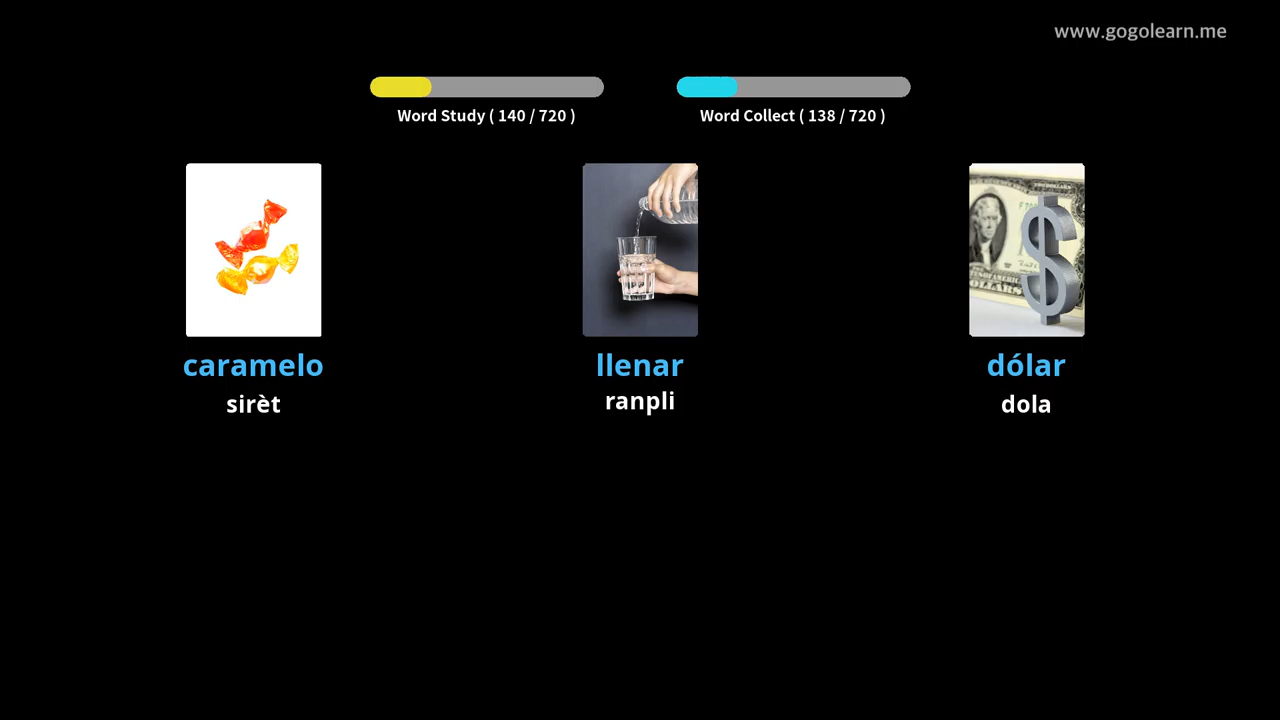 www.gogolearn.me
Word Study ( 140 / 720 )
Word Collect ( 138 / 720 )
caramelo
sirèt
llenar
ranpli
dólar
dola